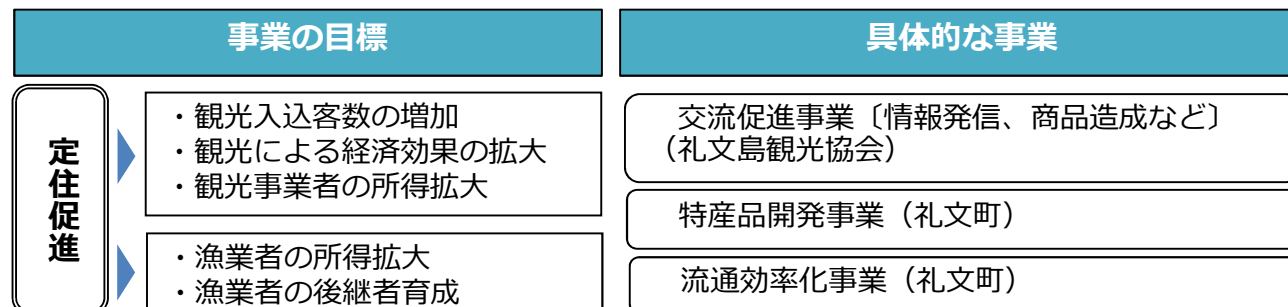 事業の目標
具体的な事業
定住促進
・観光入込客数の増加
・観光による経済効果の拡大
・観光事業者の所得拡大
・漁業者の所得拡大
・漁業者の後継者育成
交流促進事業〔情報発信、商品造成など〕
（礼文島観光協会）
特産品開発事業（礼文町）
流通効率化事業（礼文町）